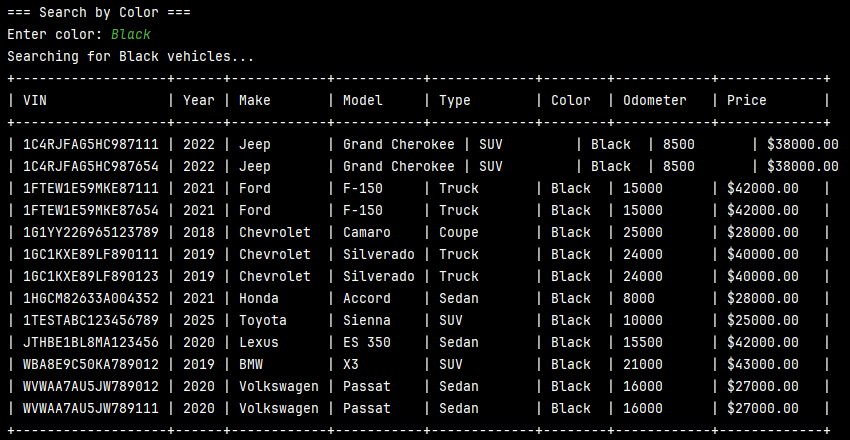 === Search by Color ===
Enter color: Black
Searching for Black vehicles...
+-------------------+------+------------+-----------+-------------+--------+------------+-------------+
| VIN               | Year | Make       | Model     | Type        | Color  | Odometer   | Price       |
+-------------------+------+------------+-----------+-------------+--------+------------+-------------+
| 1C4RJFAG5HC987111 | 2022 | Jeep       | Grand Cherokee | SUV         | Black  | 8500       | $38000.00
| 1C4RJFAG5HC987654 | 2022 | Jeep       | Grand Cherokee | SUV         | Black  | 8500       | $38000.00
| 1FTEW1E59MKE87111 | 2021 | Ford       | F-150     | Truck       | Black  | 15000      | $42000.00   |
| 1FTEW1E59MKE87654 | 2021 | Ford       | F-150     | Truck       | Black  | 15000      | $42000.00   |
| 1G1YY22G965123789 | 2018 | Chevrolet  | Camaro    | Coupe       | Black  | 25000      | $28000.00   |
| 1GC1KXE89LF890111 | 2019 | Chevrolet  | Silverado | Truck       | Black  | 24000      | $40000.00   |
| 1GC1KXE89LF890123 | 2019 | Chevrolet  | Silverado | Truck       | Black  | 24000      | $40000.00   |
| 1HGCM82633A004352 | 2021 | Honda      | Accord    | Sedan       | Black  | 8000       | $28000.00   |
| 1TESTABC123456789 | 2025 | Toyota     | Sienna    | SUV         | Black  | 10000      | $25000.00   |
| JTHBE1BL8MA123456 | 2020 | Lexus      | ES 350    | Sedan       | Black  | 15500      | $42000.00   |
| WBA8E9C50KA789012 | 2019 | BMW        | X3        | SUV         | Black  | 21000      | $43000.00   |
| WVWAA7AU5JW789012 | 2020 | Volkswagen | Passat    | Sedan       | Black  | 16000      | $27000.00   |
| WVWAA7AU5JW789111 | 2020 | Volkswagen | Passat    | Sedan       | Black  | 16000      | $27000.00   |
+-------------------+------+------------+-----------+-------------+--------+------------+-------------+